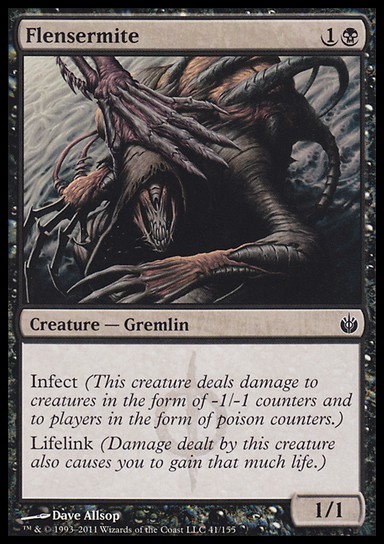 Flensermite 1
Creature — Gremlin
Infect (This creature deals damage to
creatures in the form of -1/-1 counters and
to players in the form of poison counters.)
Lifelink (Damage dealt by this creature
also causes you to gain that much life.)
Dave Allsop
1/1
™ & © 1993–2011 Wizards of the Coast LLC 41/155